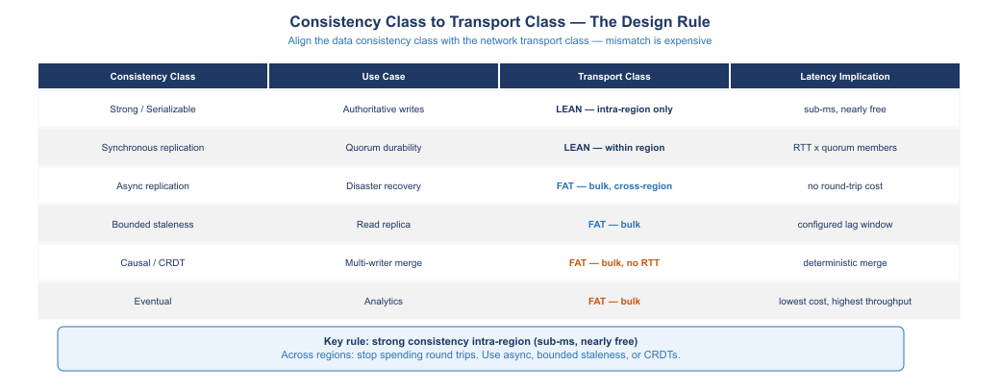 Consistency Class to Transport Class — The Design Rule
Align the data consistency class with the network transport class — mismatch is expensive
Consistency Class Use Case Transport Class Latency Implication
Strong / Serializable Authoritative writes LEAN — intra-region only sub-ms, nearly free
Synchronous replication Quorum durability LEAN — within region RTT x quorum members
Async replication Disaster recovery FAT — bulk, cross-region no round-trip cost
Bounded staleness Read replica FAT — bulk configured lag window
Causal / CRDT Multi-writer merge FAT — bulk, no RTT deterministic merge
Eventual Analytics FAT — bulk lowest cost, highest throughput
Key rule: strong consistency intra-region (sub-ms, nearly free)
Across regions: stop spending round trips. Use async, bounded staleness, or CRDTs.